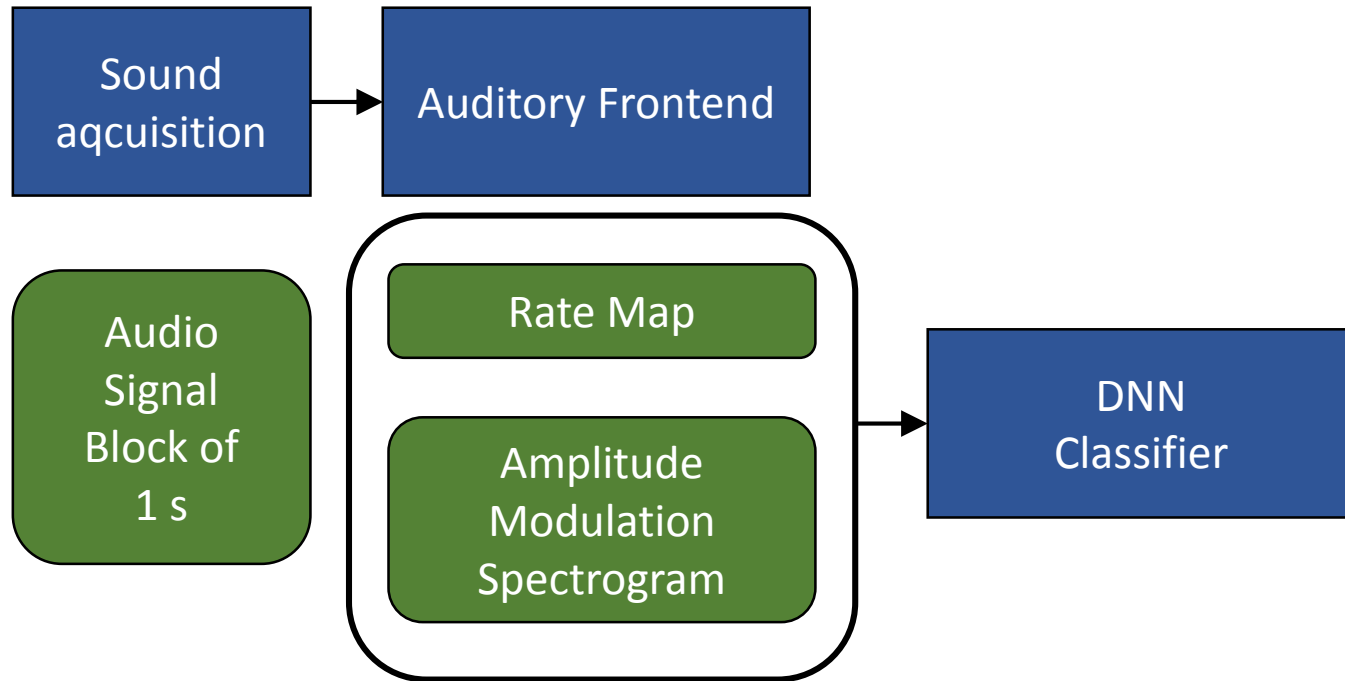 Sound
aqcuisition
Auditory Frontend
Audio
Signal
Block of
1 s
Rate Map
Amplitude
Modulation
Spectrogram
DNN
Classifier